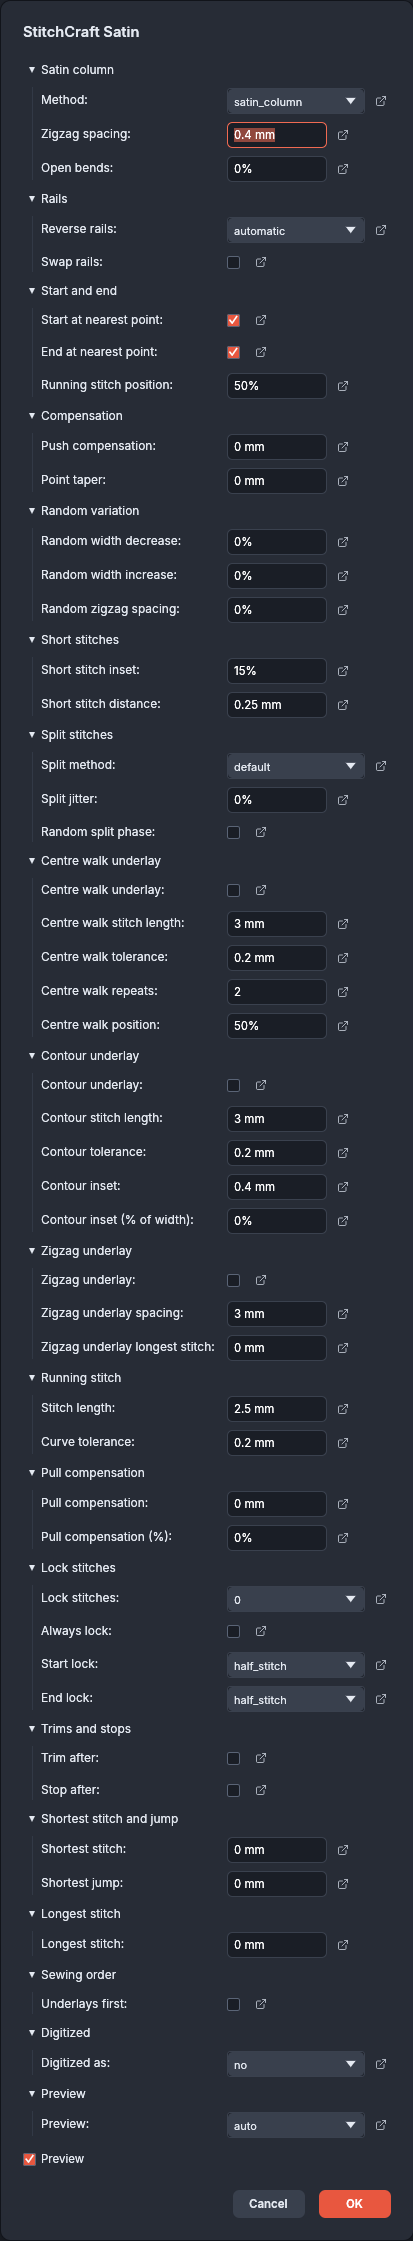 StitchCraft Satin
Satin column
Method: satin_column
Zigzag spacing: 0.4 mm
Open bends: 0%
Rails
Reverse rails: automatic
Swap rails:
Start and end
Start at nearest point:
End at nearest point:
Running stitch position: 50%
Compensation
Push compensation: 0 mm
Point taper: 0 mm
Random variation
Random width decrease: 0%
Random width increase: 0%
Random zigzag spacing: 0%
Short stitches
Short stitch inset: 15%
Short stitch distance: 0.25 mm
Split stitches
Split method: default
Split jitter: 0%
Random split phase:
Centre walk underlay
Centre walk underlay:
Centre walk stitch length: 3 mm
Centre walk tolerance: 0.2 mm
Centre walk repeats: 2
Centre walk position: 50%
Contour underlay
Contour underlay:
Contour stitch length: 3 mm
Contour tolerance: 0.2 mm
Contour inset: 0.4 mm
Contour inset (% of width): 0%
Zigzag underlay
Zigzag underlay:
Zigzag underlay spacing: 3 mm
Zigzag underlay longest stitch: 0 mm
Running stitch
Stitch length: 2.5 mm
Curve tolerance: 0.2 mm
Pull compensation
Pull compensation: 0 mm
Pull compensation (%): 0%
Lock stitches
Lock stitches: 0
Always lock:
Start lock: half_stitch
End lock: half_stitch
Trims and stops
Trim after:
Stop after:
Shortest stitch and jump
Shortest stitch: 0 mm
Shortest jump: 0 mm
Longest stitch
Longest stitch: 0 mm
Sewing order
Underlays first:
Digitized
Digitized as: no
Preview
Preview: auto
Preview
Cancel OK